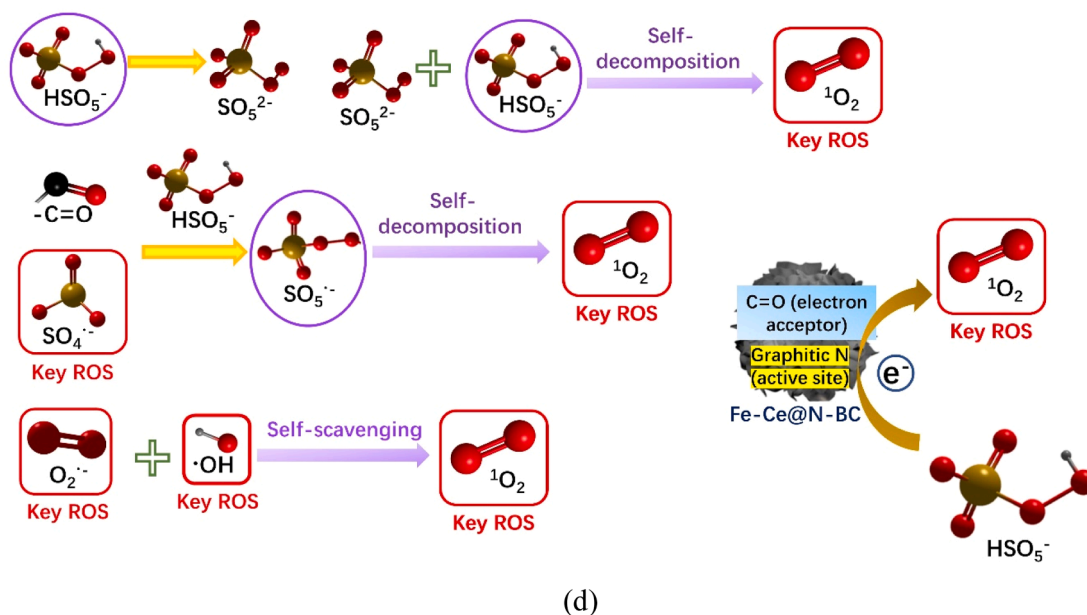 HSO₅⁻
SO₅²⁻
SO₅²⁻
HSO₅⁻
Self-
decomposition
¹O₂
Key ROS
-C=O
HSO₅⁻
SO₄·⁻
Key ROS
SO₅·⁻
Self-
decomposition
¹O₂
Key ROS
C=O (electron
acceptor)
Graphitic N
(active site)
Fe-Ce@N-BC
e⁻
¹O₂
Key ROS
HSO₅⁻
O₂·⁻
Key ROS
·OH
Key ROS
Self-scavenging
¹O₂
Key ROS
(d)